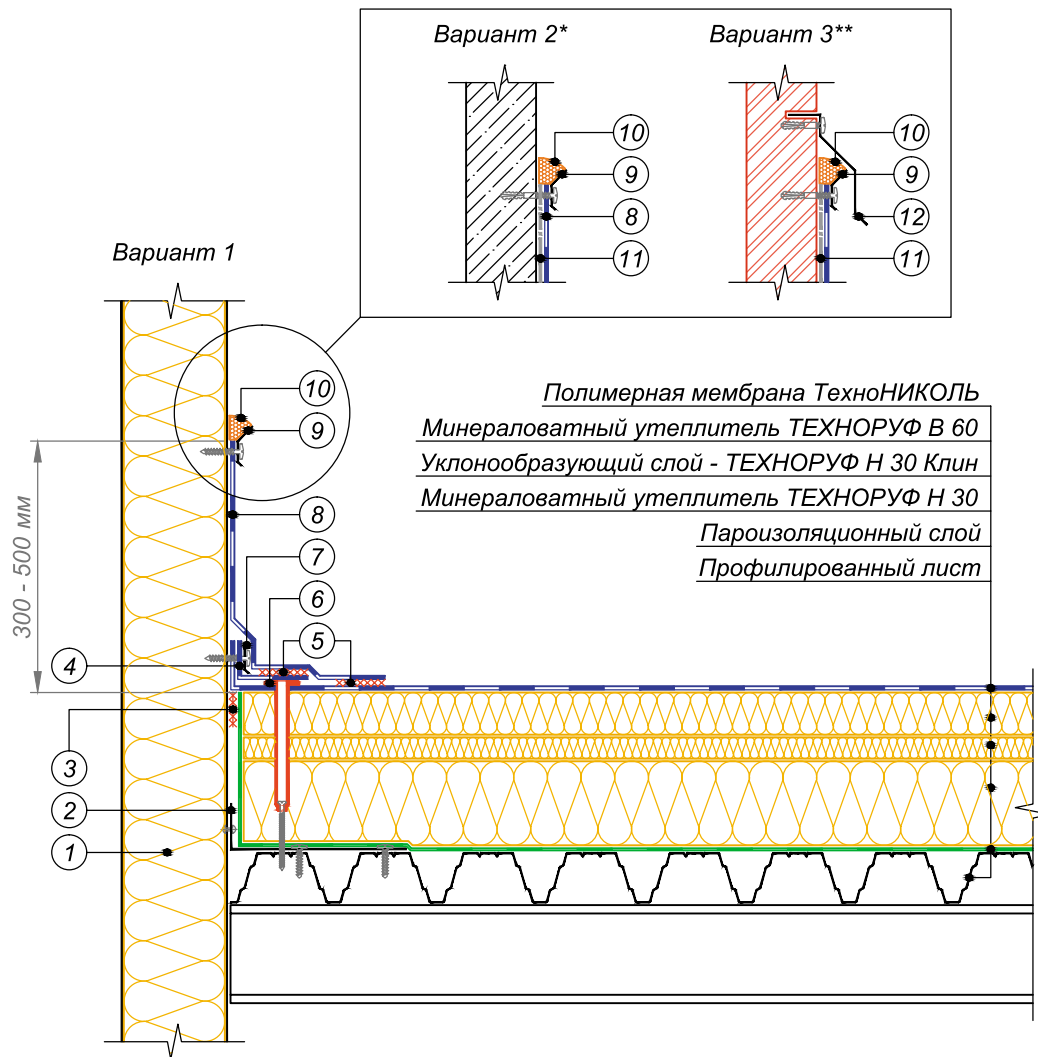 Вариант 2*
Вариант 3**
10
9
8
11
10
9
12
11
Вариант 1
10
9
8
7
6
5
4
3
2
1
300 - 500 мм
Полимерная мембрана ТехноНИКОЛЬ
Минераловатный утеплитель ТЕХНОРУФ В 60
Уклонообразующий слой - ТЕХНОРУФ Н 30 Клин
Минераловатный утеплитель ТЕХНОРУФ Н 30
Пароизоляционный слой
Профилированный лист